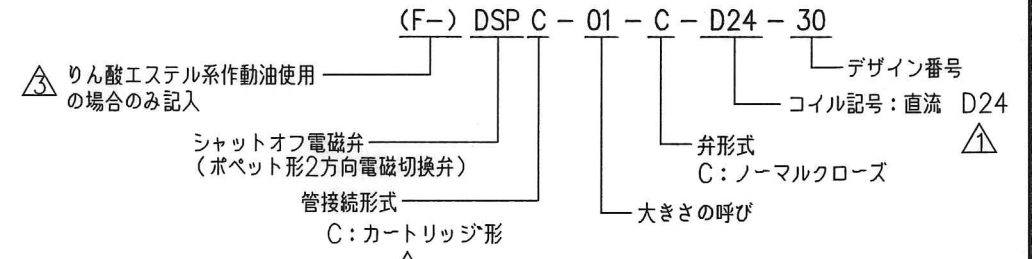 (F-) DSP C - 01 - C - D24 - 30
3 りん酸エステル系作動油使用
の場合のみ記入
デザイン番号
コイル記号:直流 D24
1
シャットオフ電磁弁
(ポペット形2方向電磁切換弁)
弁形式
C:ノーマルクローズ
管接続形式
C:カートリッジ形
大きさの呼び